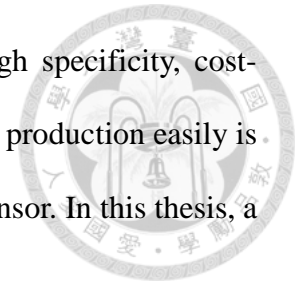 gh specificity, cost-
production easily is
nsor. In this thesis, a